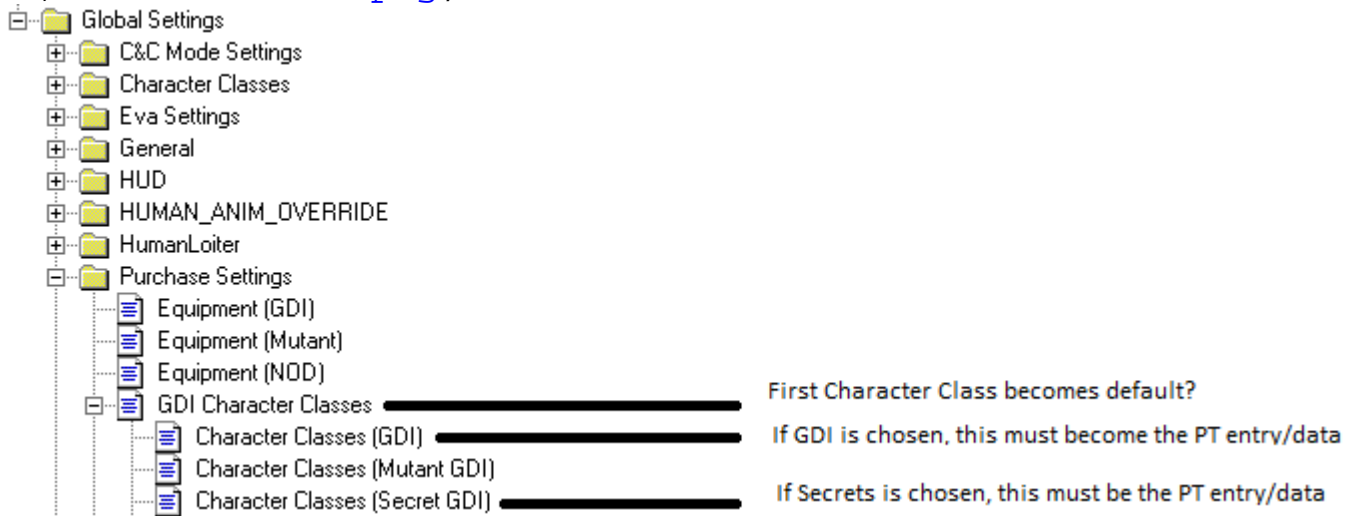 Global Settings
C&C Mode Settings
Character Classes
Eva Settings
General
HUD
HUMAN_ANIM_OVERRIDE
HumanLoiter
Purchase Settings
Equipment (GDI)
Equipment (Mutant)
Equipment (NOD)
GDI Character Classes First Character Class becomes default?
Character Classes (GDI) If GDI is chosen, this must become the PT entry/data
Character Classes (Mutant GDI)
Character Classes (Secret GDI) If Secrets is chosen, this must be the PT entry/data